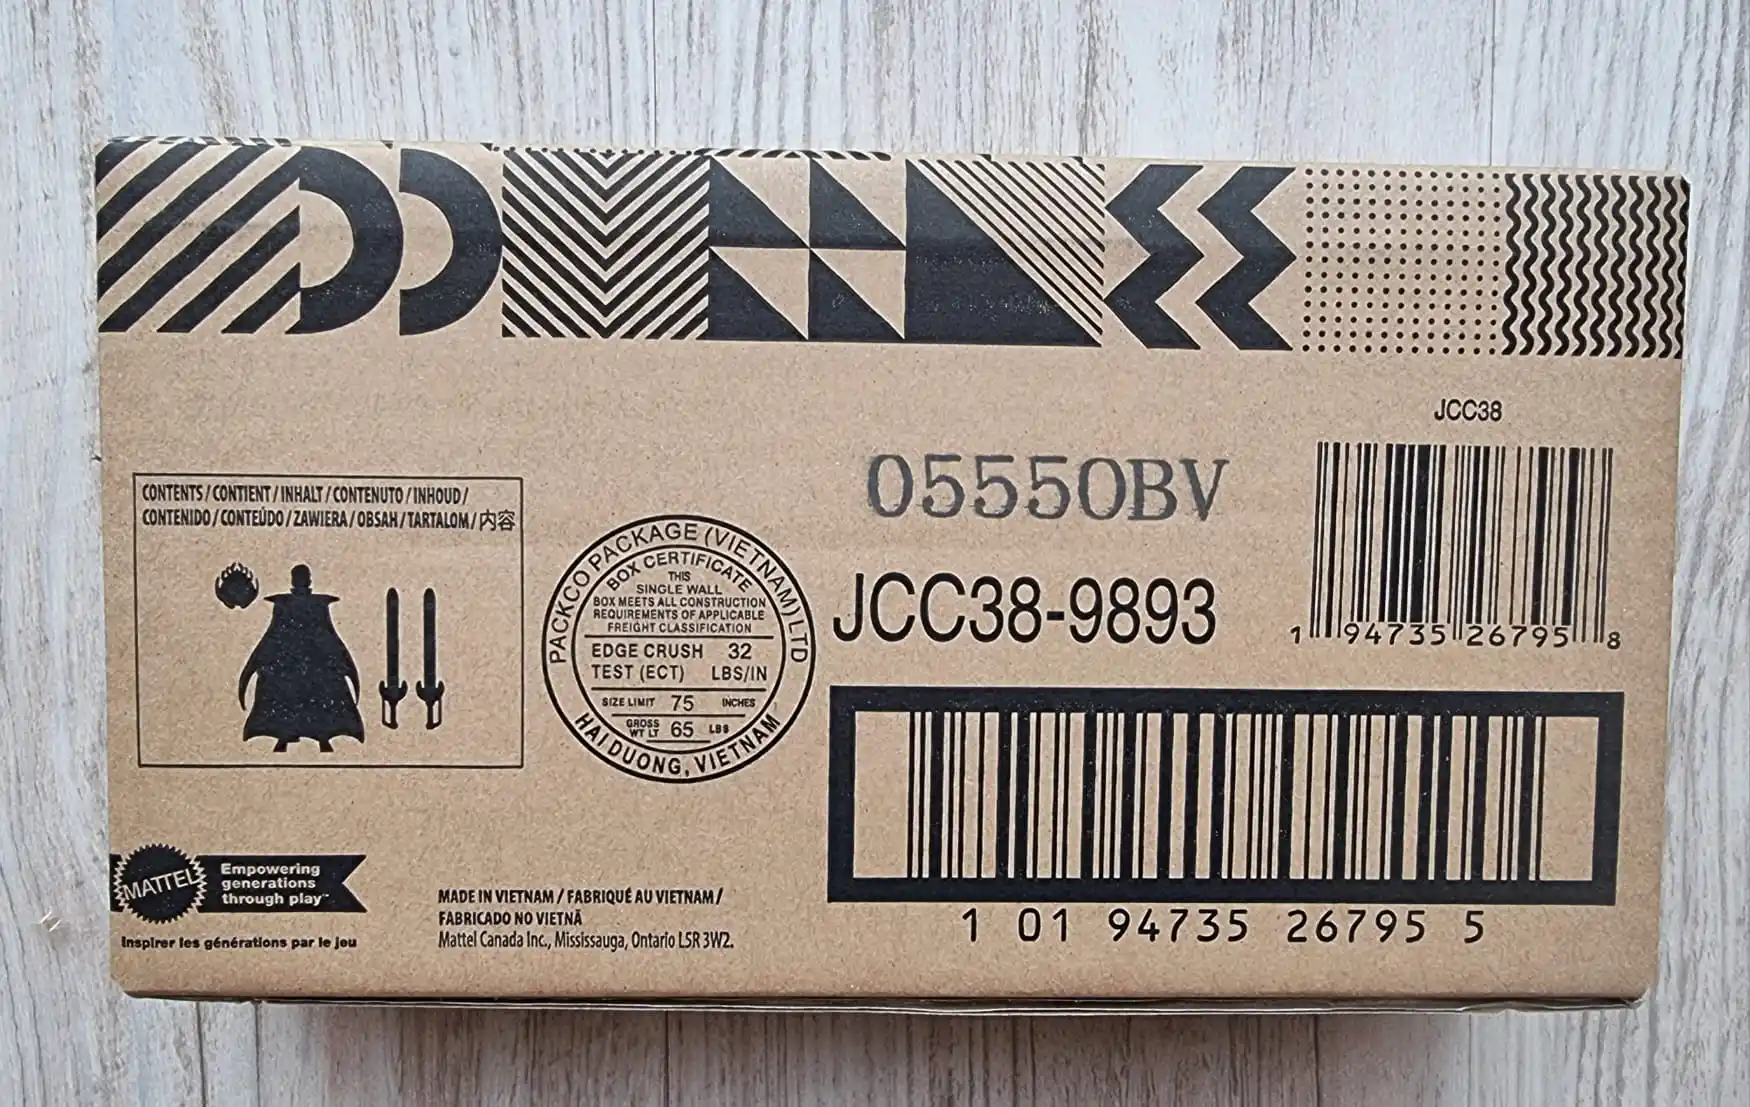 JCC38
05550BV
CONTENTS / CONTIENT / INHALT / CONTENUTO / INHOUD /
CONTENIDO / CONTEÚDO / ZAWIERA / OBSAH / TARTALOM / 内容
PACKCO PACKAGE (VIETNAM) LTD
BOX CERTIFICATE
THIS
SINGLE WALL
BOX MEETS ALL CONSTRUCTION
REQUIREMENTS OF APPLICABLE
FREIGHT CLASSIFICATION
EDGE CRUSH 32
TEST (ECT) LBS/IN
SIZE LIMIT 75 INCHES
GROSS
WT LT 65 LBS
HAI DUONG, VIETNAM
JCC38-9893
1 94735 26795 8
MATTEL
Empowering
generations
through play™
Inspirer les générations par le jeu
MADE IN VIETNAM / FABRIQUÉ AU VIETNAM /
FABRICADO NO VIETNÃ
Mattel Canada Inc., Mississauga, Ontario L5R 3W2.
1 01 94735 26795 5